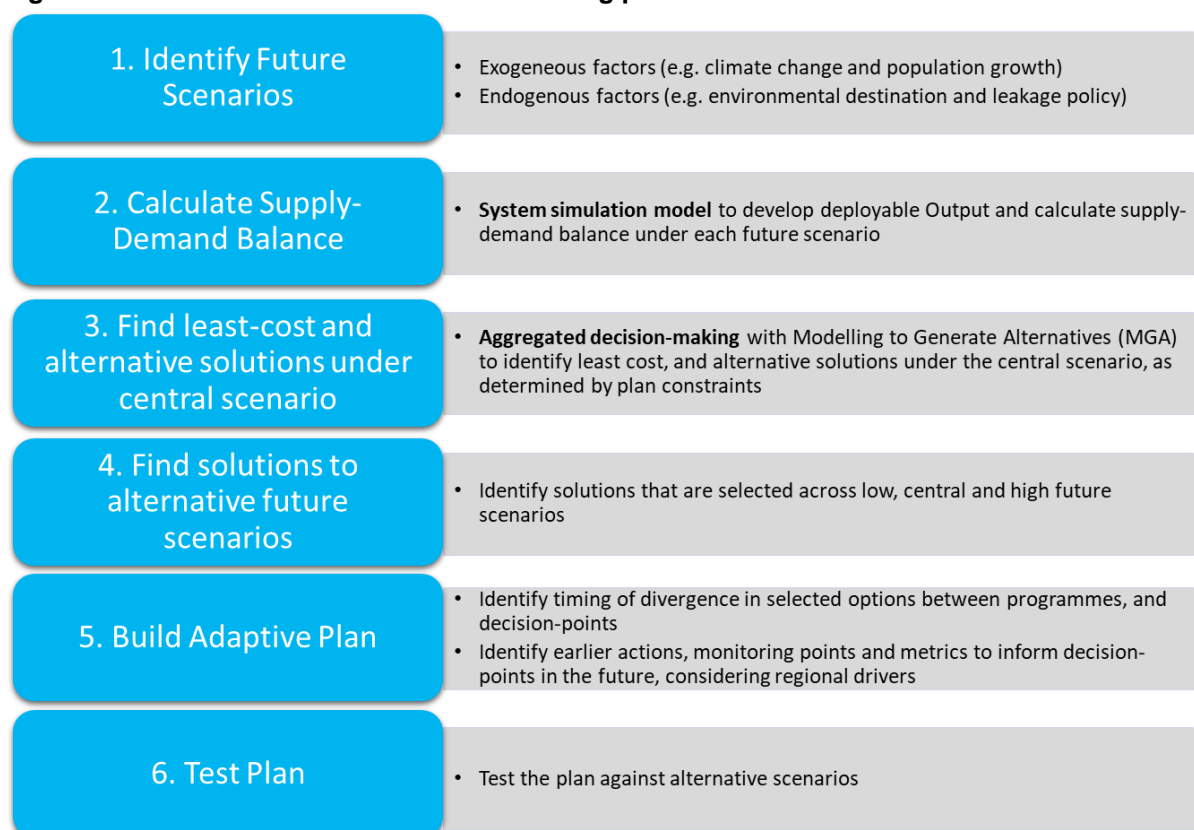 1. Identify Future
Scenarios
• Exogeneous factors (e.g. climate change and population growth)
• Endogenous factors (e.g. environmental destination and leakage policy)
2. Calculate Supply-
Demand Balance
• System simulation model to develop deployable Output and calculate supply-
demand balance under each future scenario
3. Find least-cost and
alternative solutions under
central scenario
• Aggregated decision-making with Modelling to Generate Alternatives (MGA)
to identify least cost, and alternative solutions under the central scenario, as
determined by plan constraints
4. Find solutions to
alternative future
scenarios
• Identify solutions that are selected across low, central and high future
scenarios
5. Build Adaptive Plan
• Identify timing of divergence in selected options between programmes, and
decision-points
• Identify earlier actions, monitoring points and metrics to inform decision-
points in the future, considering regional drivers
6. Test Plan
• Test the plan against alternative scenarios